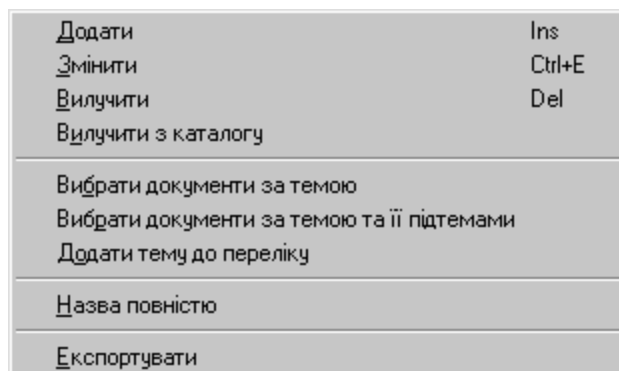 Додати Ins
Змінити Ctrl+E
Вилучити Del
Вилучити з каталогу
Вибрати документи за темою
Вибрати документи за темою та її підтемами
Додати тему до переліку
Назва повністю
Експортувати